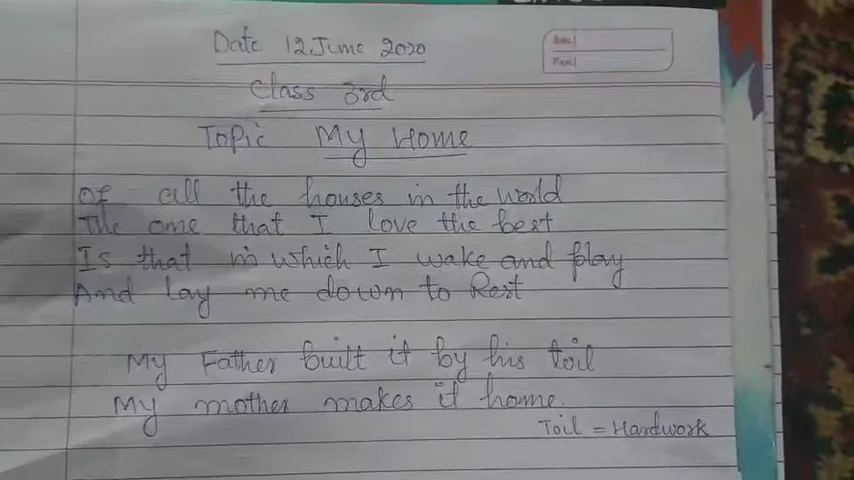 Date 12 June 2020
Class 3rd
Topic My Home
Of all the houses in the world
The one that I love the best
Is that in which I wake and play
And lay me down to Rest
My Father built it by his toil
My mother makes it home.
Toil = Hardwork